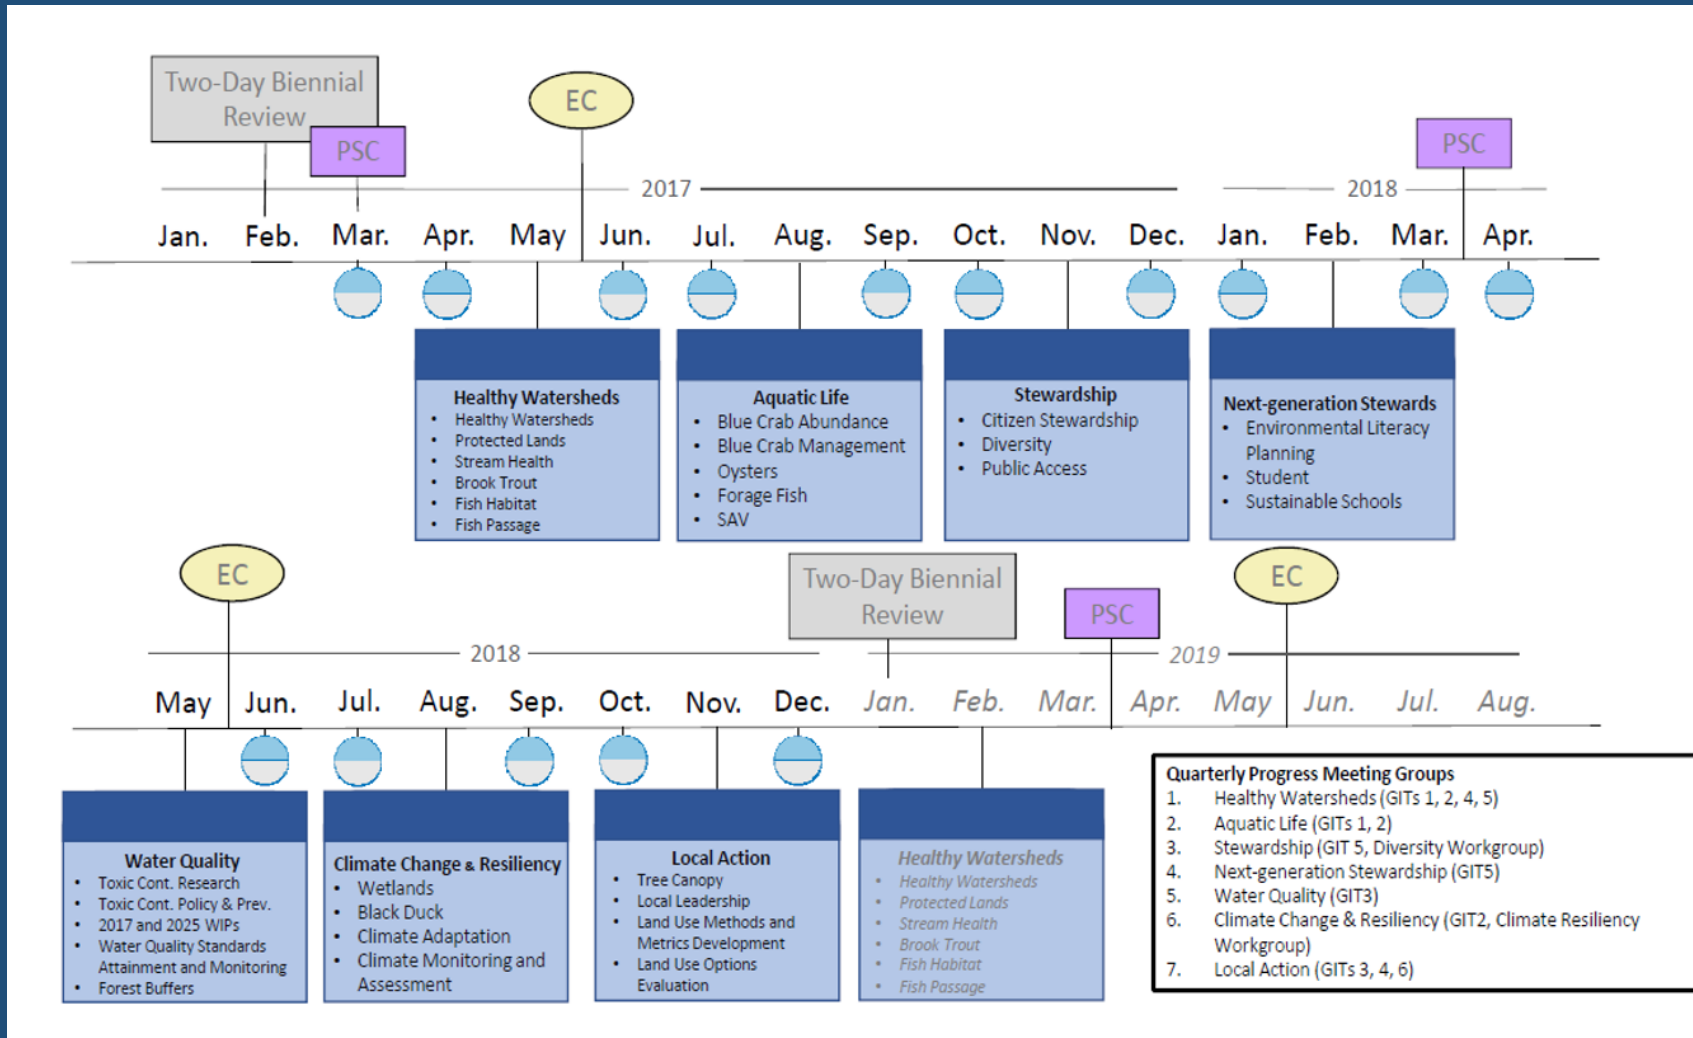 Two-Day Biennial
Review
PSC
EC
PSC
2017
2018
Jan. Feb. Mar. Apr. May Jun. Jul. Aug. Sep. Oct. Nov. Dec. Jan. Feb. Mar. Apr.
Healthy Watersheds
• Healthy Watersheds
• Protected Lands
• Stream Health
• Brook Trout
• Fish Habitat
• Fish Passage
Aquatic Life
• Blue Crab Abundance
• Blue Crab Management
• Oysters
• Forage Fish
• SAV
Stewardship
• Citizen Stewardship
• Diversity
• Public Access
Next-generation Stewards
• Environmental Literacy
Planning
• Student
• Sustainable Schools
EC
Two-Day Biennial
Review
PSC
EC
2018
2019
May Jun. Jul. Aug. Sep. Oct. Nov. Dec. Jan. Feb. Mar. Apr. May Jun. Jul. Aug.
Water Quality
• Toxic Cont. Research
• Toxic Cont. Policy & Prev.
• 2017 and 2025 WIPs
• Water Quality Standards
Attainment and Monitoring
• Forest Buffers
Climate Change & Resiliency
• Wetlands
• Black Duck
• Climate Adaptation
• Climate Monitoring and
Assessment
Local Action
• Tree Canopy
• Local Leadership
• Land Use Methods and
Metrics Development
• Land Use Options
Evaluation
Healthy Watersheds
• Healthy Watersheds
• Protected Lands
• Stream Health
• Brook Trout
• Fish Habitat
• Fish Passage
Quarterly Progress Meeting Groups
1. Healthy Watersheds (GITs 1, 2, 4, 5)
2. Aquatic Life (GITs 1, 2)
3. Stewardship (GIT 5, Diversity Workgroup)
4. Next-generation Stewardship (GIT5)
5. Water Quality (GIT3)
6. Climate Change & Resiliency (GIT2, Climate Resiliency
Workgroup)
7. Local Action (GITs 3, 4, 6)